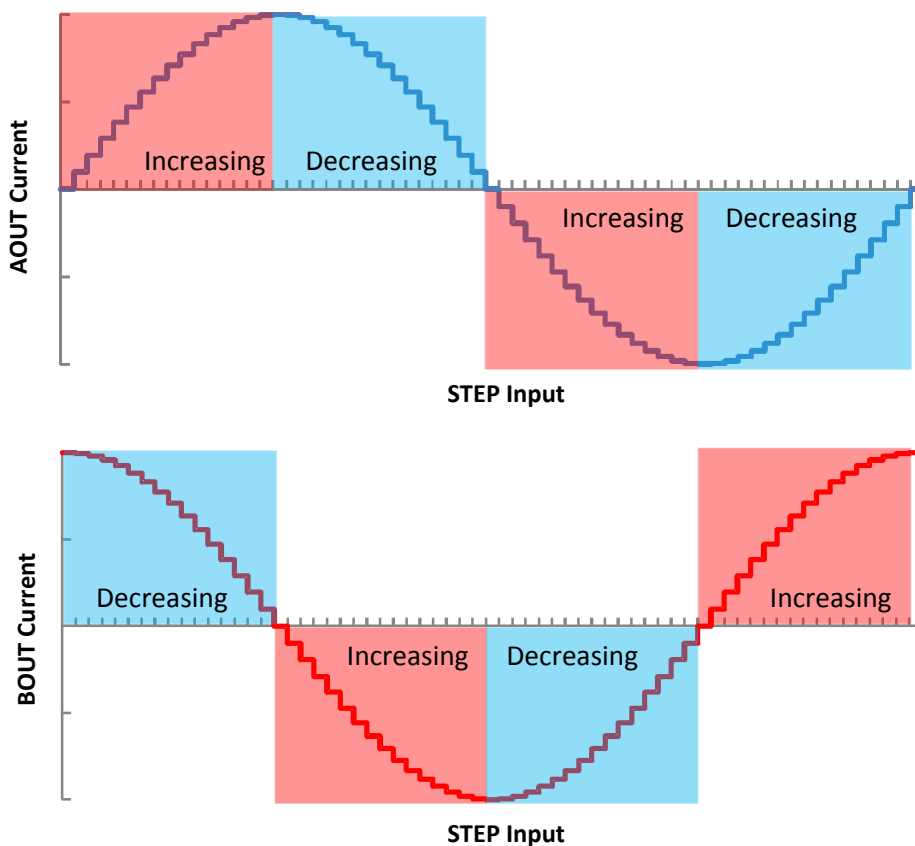 AOUT Current
Increasing
Decreasing
Increasing
Decreasing
STEP Input
BOUT Current
Decreasing
Increasing
Increasing
Decreasing
STEP Input